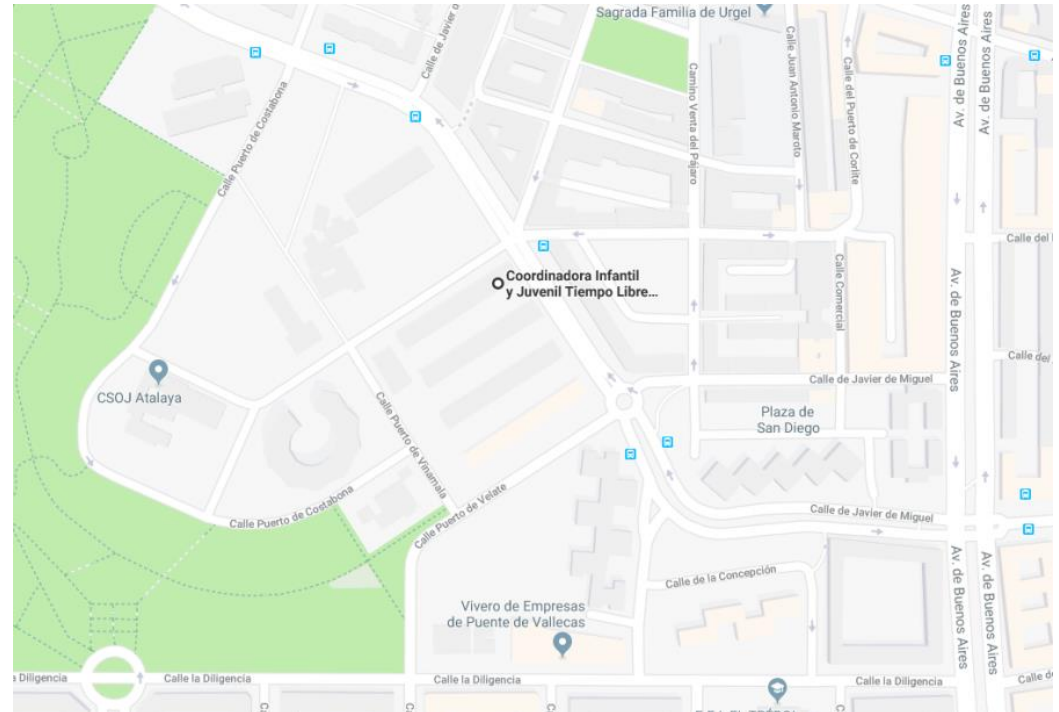 Sagrada Familia de Urgel
Calle de Javier
Calle Puerto de Costabona
Calle Juan Antonio Maroto
Camino Venta del Pájaro
Calle del Puerto de Corlite
Av. de Buenos Aires
Av. de Buenos Aires
Calle del
Coordinadora Infantil
y Juvenil Tiempo Libre...
Calle Comercial
Av. de Buenos Aires
Calle del
CSOJ Atalaya
Calle de Javier de Miguel
Plaza de
San Diego
Calle Puerto de Vinamala
Calle Puerto de Costabona
Calle Puerto de Velate
Calle de Javier de Miguel
Calle de la Concepción
Av. de Buenos Aires
Av. de Buenos Aires
Vivero de Empresas
de Puente de Vallecas
a Diligencia
Calle la Diligencia
Calle la Diligencia
Calle la Diligencia
Calle d